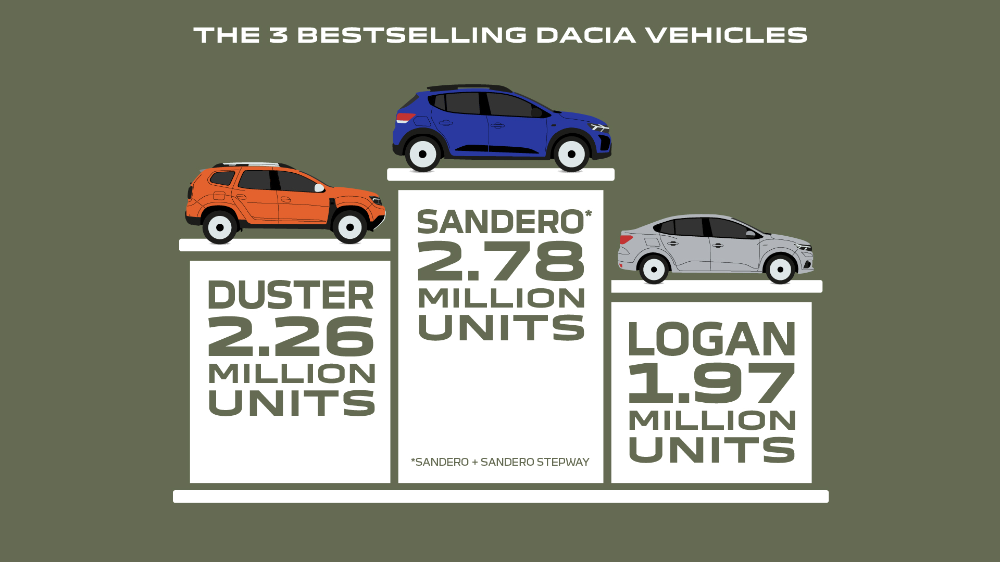 THE 3 BESTSELLING DACIA VEHICLES
DUSTER
2.26
MILLION
UNITS
SANDERO*
2.78
MILLION
UNITS
*SANDERO + SANDERO STEPWAY
LOGAN
1.97
MILLION
UNITS